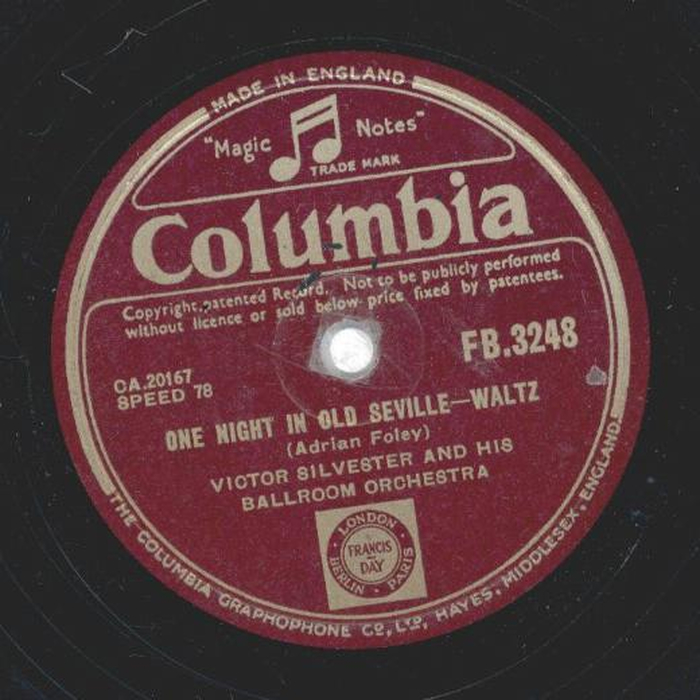 MADE IN ENGLAND
"Magic Notes"
TRADE MARK
Columbia
Copyright, patented Record. Not to be publicly performed
without licence or sold below price fixed by patentees.
FB.3248
CA.20167
SPEED 78
ONE NIGHT IN OLD SEVILLE—WALTZ
(Adrian Foley)
VICTOR SILVESTER AND HIS
BALLROOM ORCHESTRA
LONDON
FRANCIS
DAY
BERLIN · PARIS
THE COLUMBIA GRAPHOPHONE CO., LTD., HAYES, MIDDLESEX, ENGLAND.